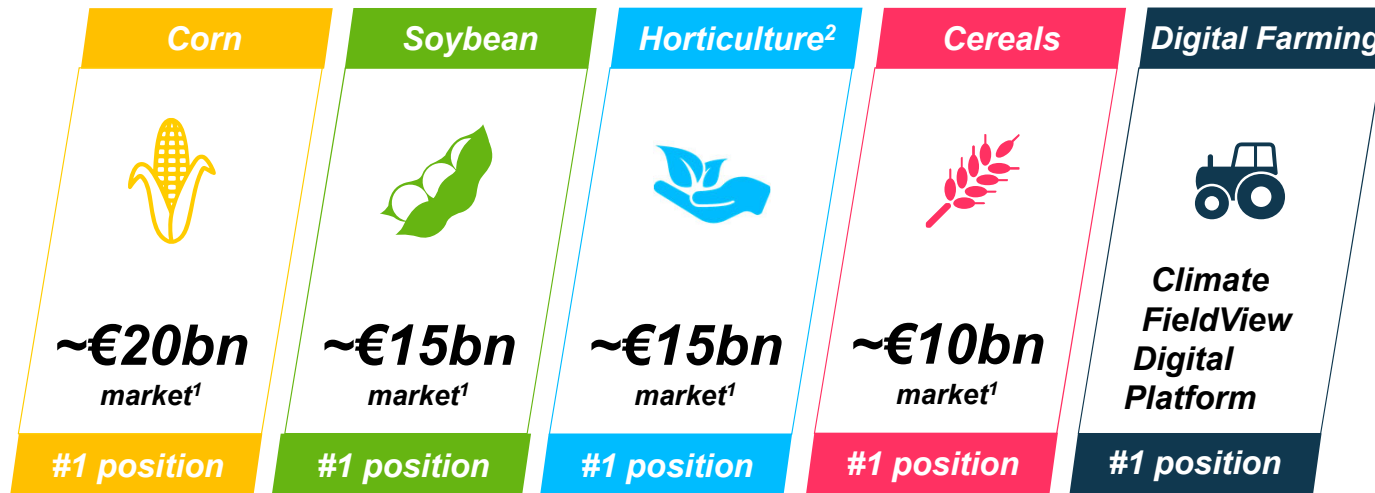 Corn
~€20bn
market¹
#1 position
Soybean
~€15bn
market¹
#1 position
Horticulture²
~€15bn
market¹
#1 position
Cereals
~€10bn
market¹
#1 position
Digital Farming
Climate
FieldView
Digital
Platform
#1 position